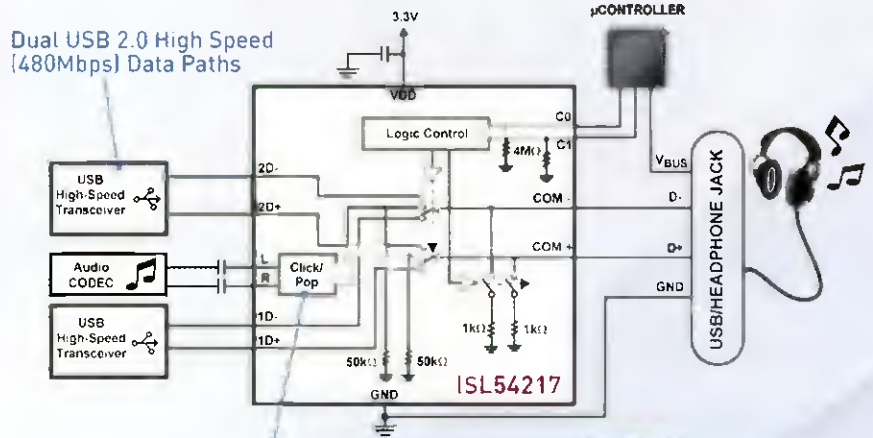 µCONTROLLER
3.3V
Dual USB 2.0 High Speed
(480Mbps) Data Paths
VDD
C0
Logic Control
C1
4MΩ
VBUS
USB
High-Speed
Transceiver
2D-
COM -
D-
2D+
COM +
D+
Audio
CODEC
L
R
Click/
Pop
GND
USB/HEADPHONE JACK
USB
High-Speed
Transceiver
1D-
1D+
1kΩ
1kΩ
50kΩ
50kΩ
ISL54217
GND